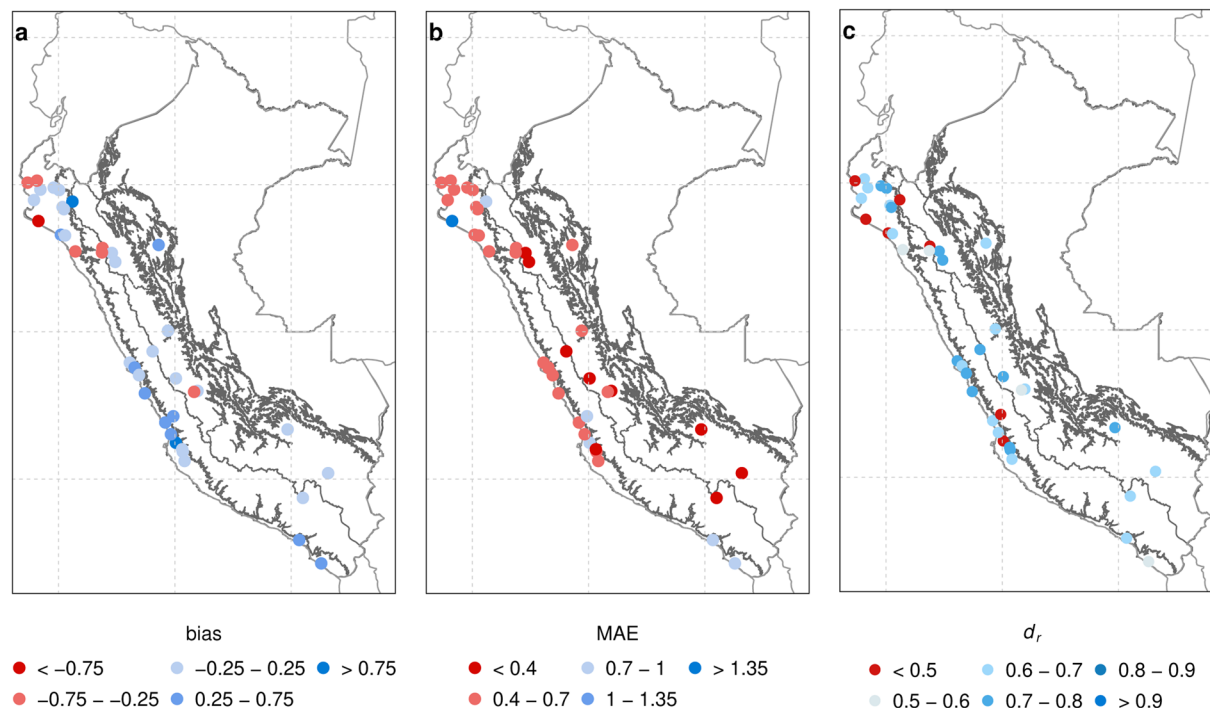 a b c
bias MAE dr
< −0.75 −0.25 − 0.25 > 0.75 < 0.4 0.7 − 1 > 1.35 < 0.5 0.6 − 0.7 0.8 − 0.9
−0.75 − −0.25 0.25 − 0.75 0.4 − 0.7 1 − 1.35 0.5 − 0.6 0.7 − 0.8 > 0.9